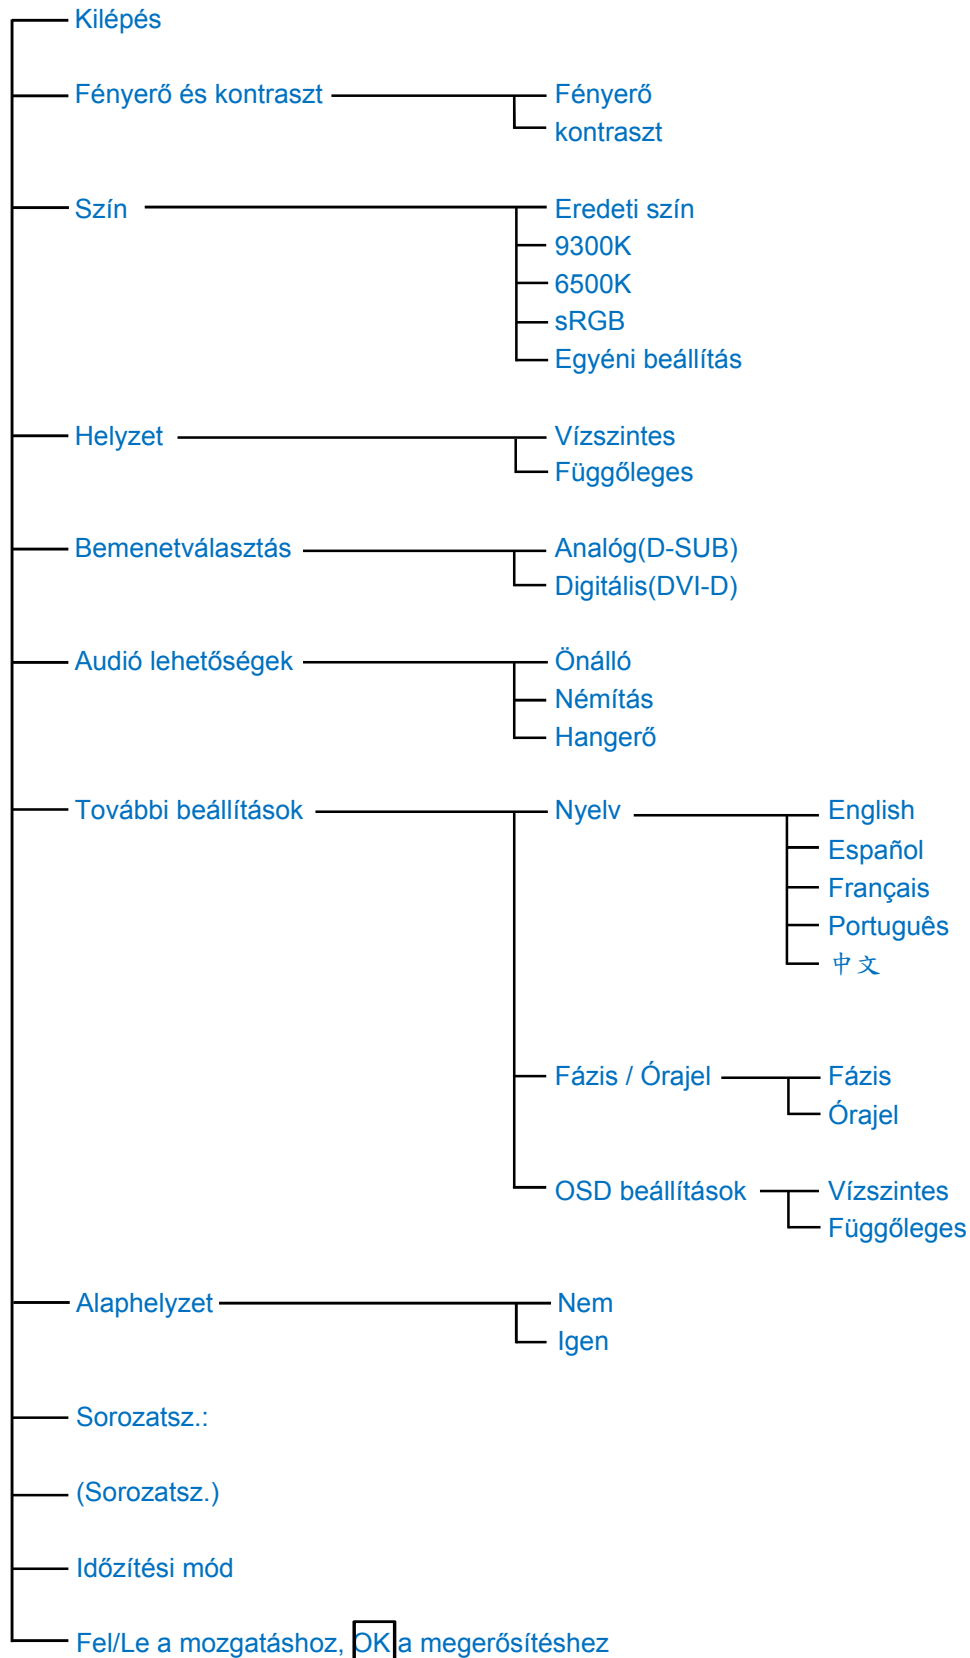 Kilépés
Fényerő és kontraszt
Fényerő
kontraszt
Szín
Eredeti szín
9300K
6500K
sRGB
Egyéni beállítás
Helyzet
Vízszintes
Függőleges
Bemenetválasztás
Analóg(D-SUB)
Digitális(DVI-D)
Audió lehetőségek
Önálló
Némítás
Hangerő
További beállítások
Nyelv
English
Español
Français
Português
中文
Fázis / Órajel
Fázis
Órajel
OSD beállítások
Vízszintes
Függőleges
Alaphelyzet
Nem
Igen
Sorozatsz.:
(Sorozatsz.)
Időzítési mód
Fel/Le a mozgatáshoz, OK a megerősítéshez